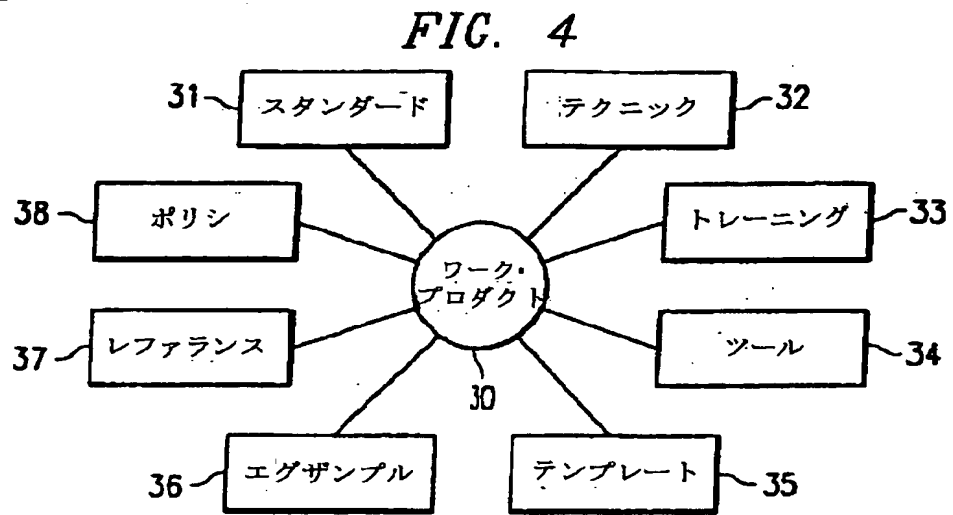 FIG. 4
31 スタンダード
テクニック 32
38 ポリシ
トレーニング 33
ワーク・
プロダクト
37 レファランス
ツール 34
30
36 エグザンプル
テンプレート 35